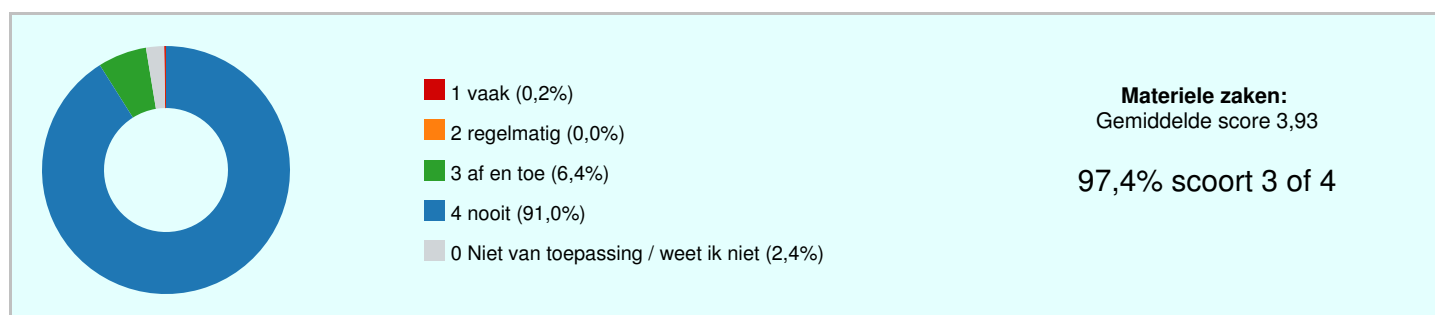 1 vaak (0,2%)
2 regelmatig (0,0%)
3 af en toe (6,4%)
4 nooit (91,0%)
0 Niet van toepassing / weet ik niet (2,4%)
Materiele zaken:
Gemiddelde score 3,93
97,4% scoort 3 of 4